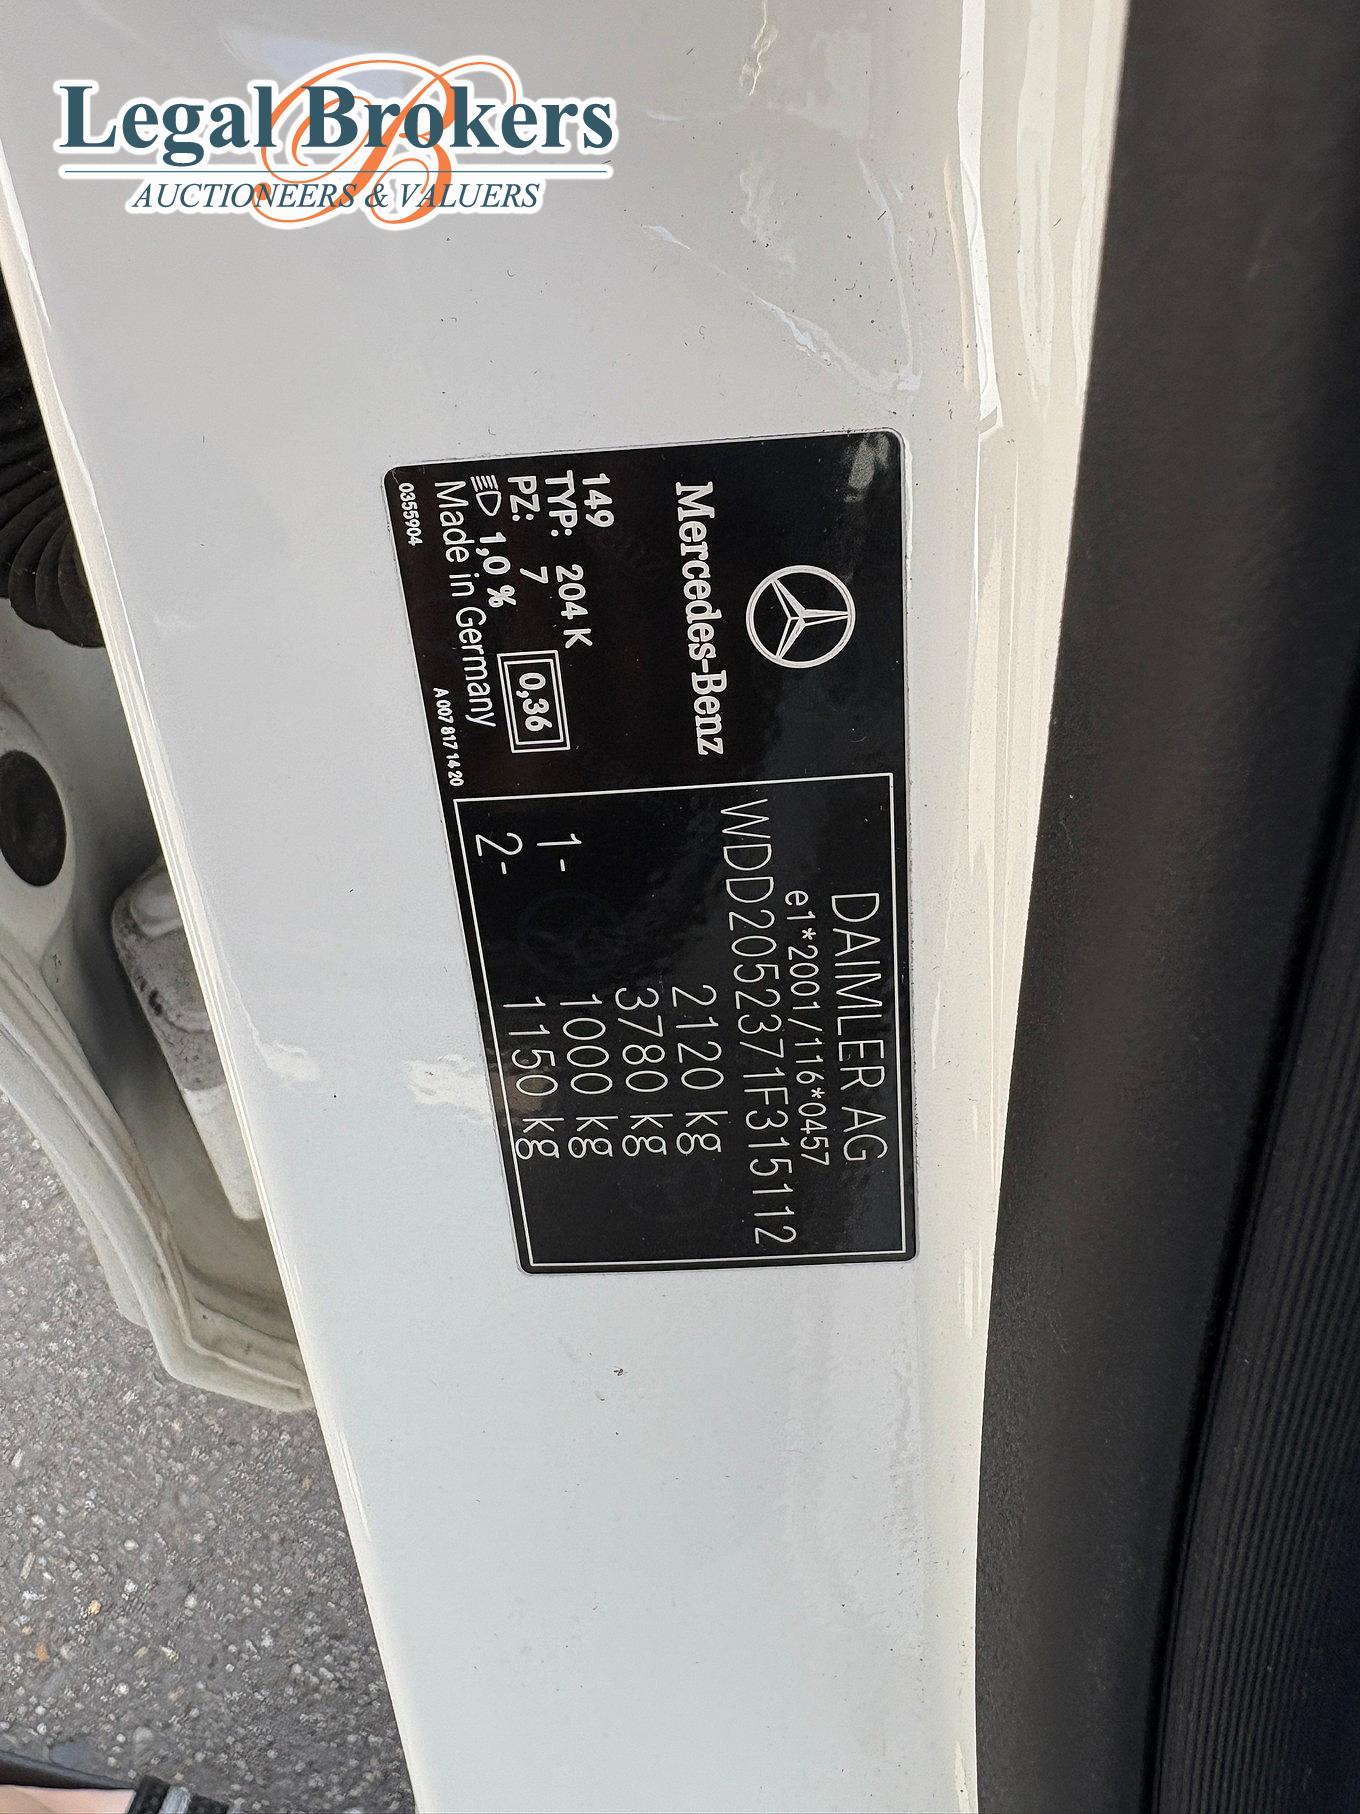 Legal Brokers
AUCTIONEERS & VALUERS
Mercedes-Benz
149
TYP: 204 K
PZ: 7
1,0 %
0,36
Made in Germany
0355904
A 007 817 14 20
DAIMLER AG
e1*2001/116*0457
WDD2052371F315112
2120 kg
3780 kg
1- 1000 kg
2- 1150 kg